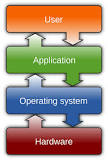 User
Application
Operating system
Hardware